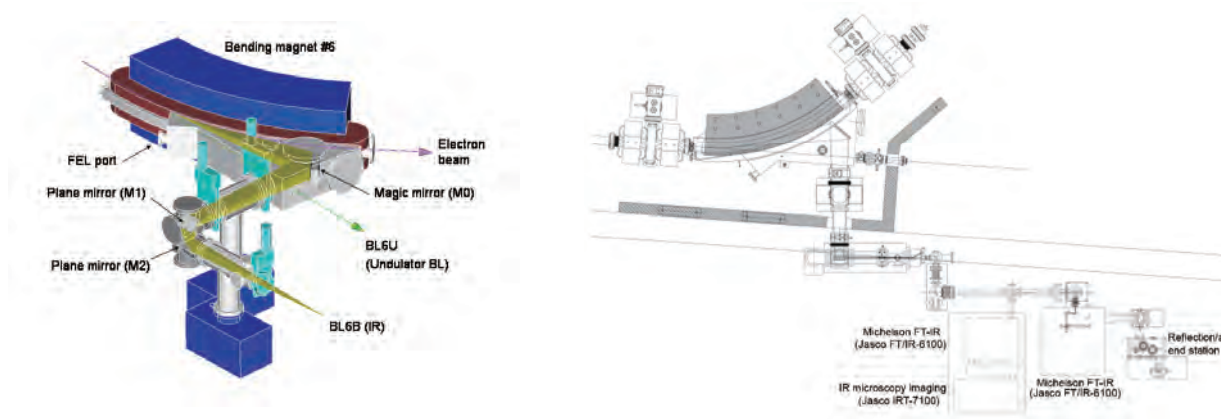 Bending magnet #6
FEL port
Electron
beam
Plane mirror (M1)
Magic mirror (M0)
Plane mirror (M2)
BL6U
(Undulator BL)
BL6B (IR)
Michelson FT-IR
(Jasco FT/IR-6100)
IR microscopy imaging
(Jasco IRT-7100)
Michelson FT-IR
(Jasco FT/IR-6100)
Reflection/a
end station